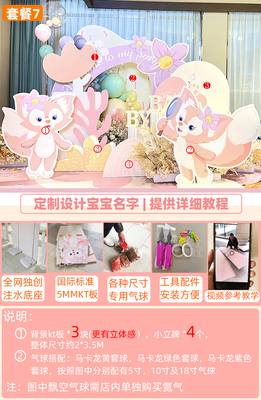 套餐7
to my party
BY
定制设计宝宝名字 | 提供详细教程
全网独创
注水底座
国际标准
5MMKT板
各种尺寸
专用气球
工具配件
安装方便
视频参考教学
说明：
① 背景kt板 *3块(更有立体感)，小立牌 *4个，
整体尺寸约2*3.5M
② 气球搭配：马卡龙黄套球、马卡龙绿色套球、马卡龙紫色
套球，按照图中分别配有5寸、10寸及18寸气球
注：图中飘空气球需店内单独购买氦气